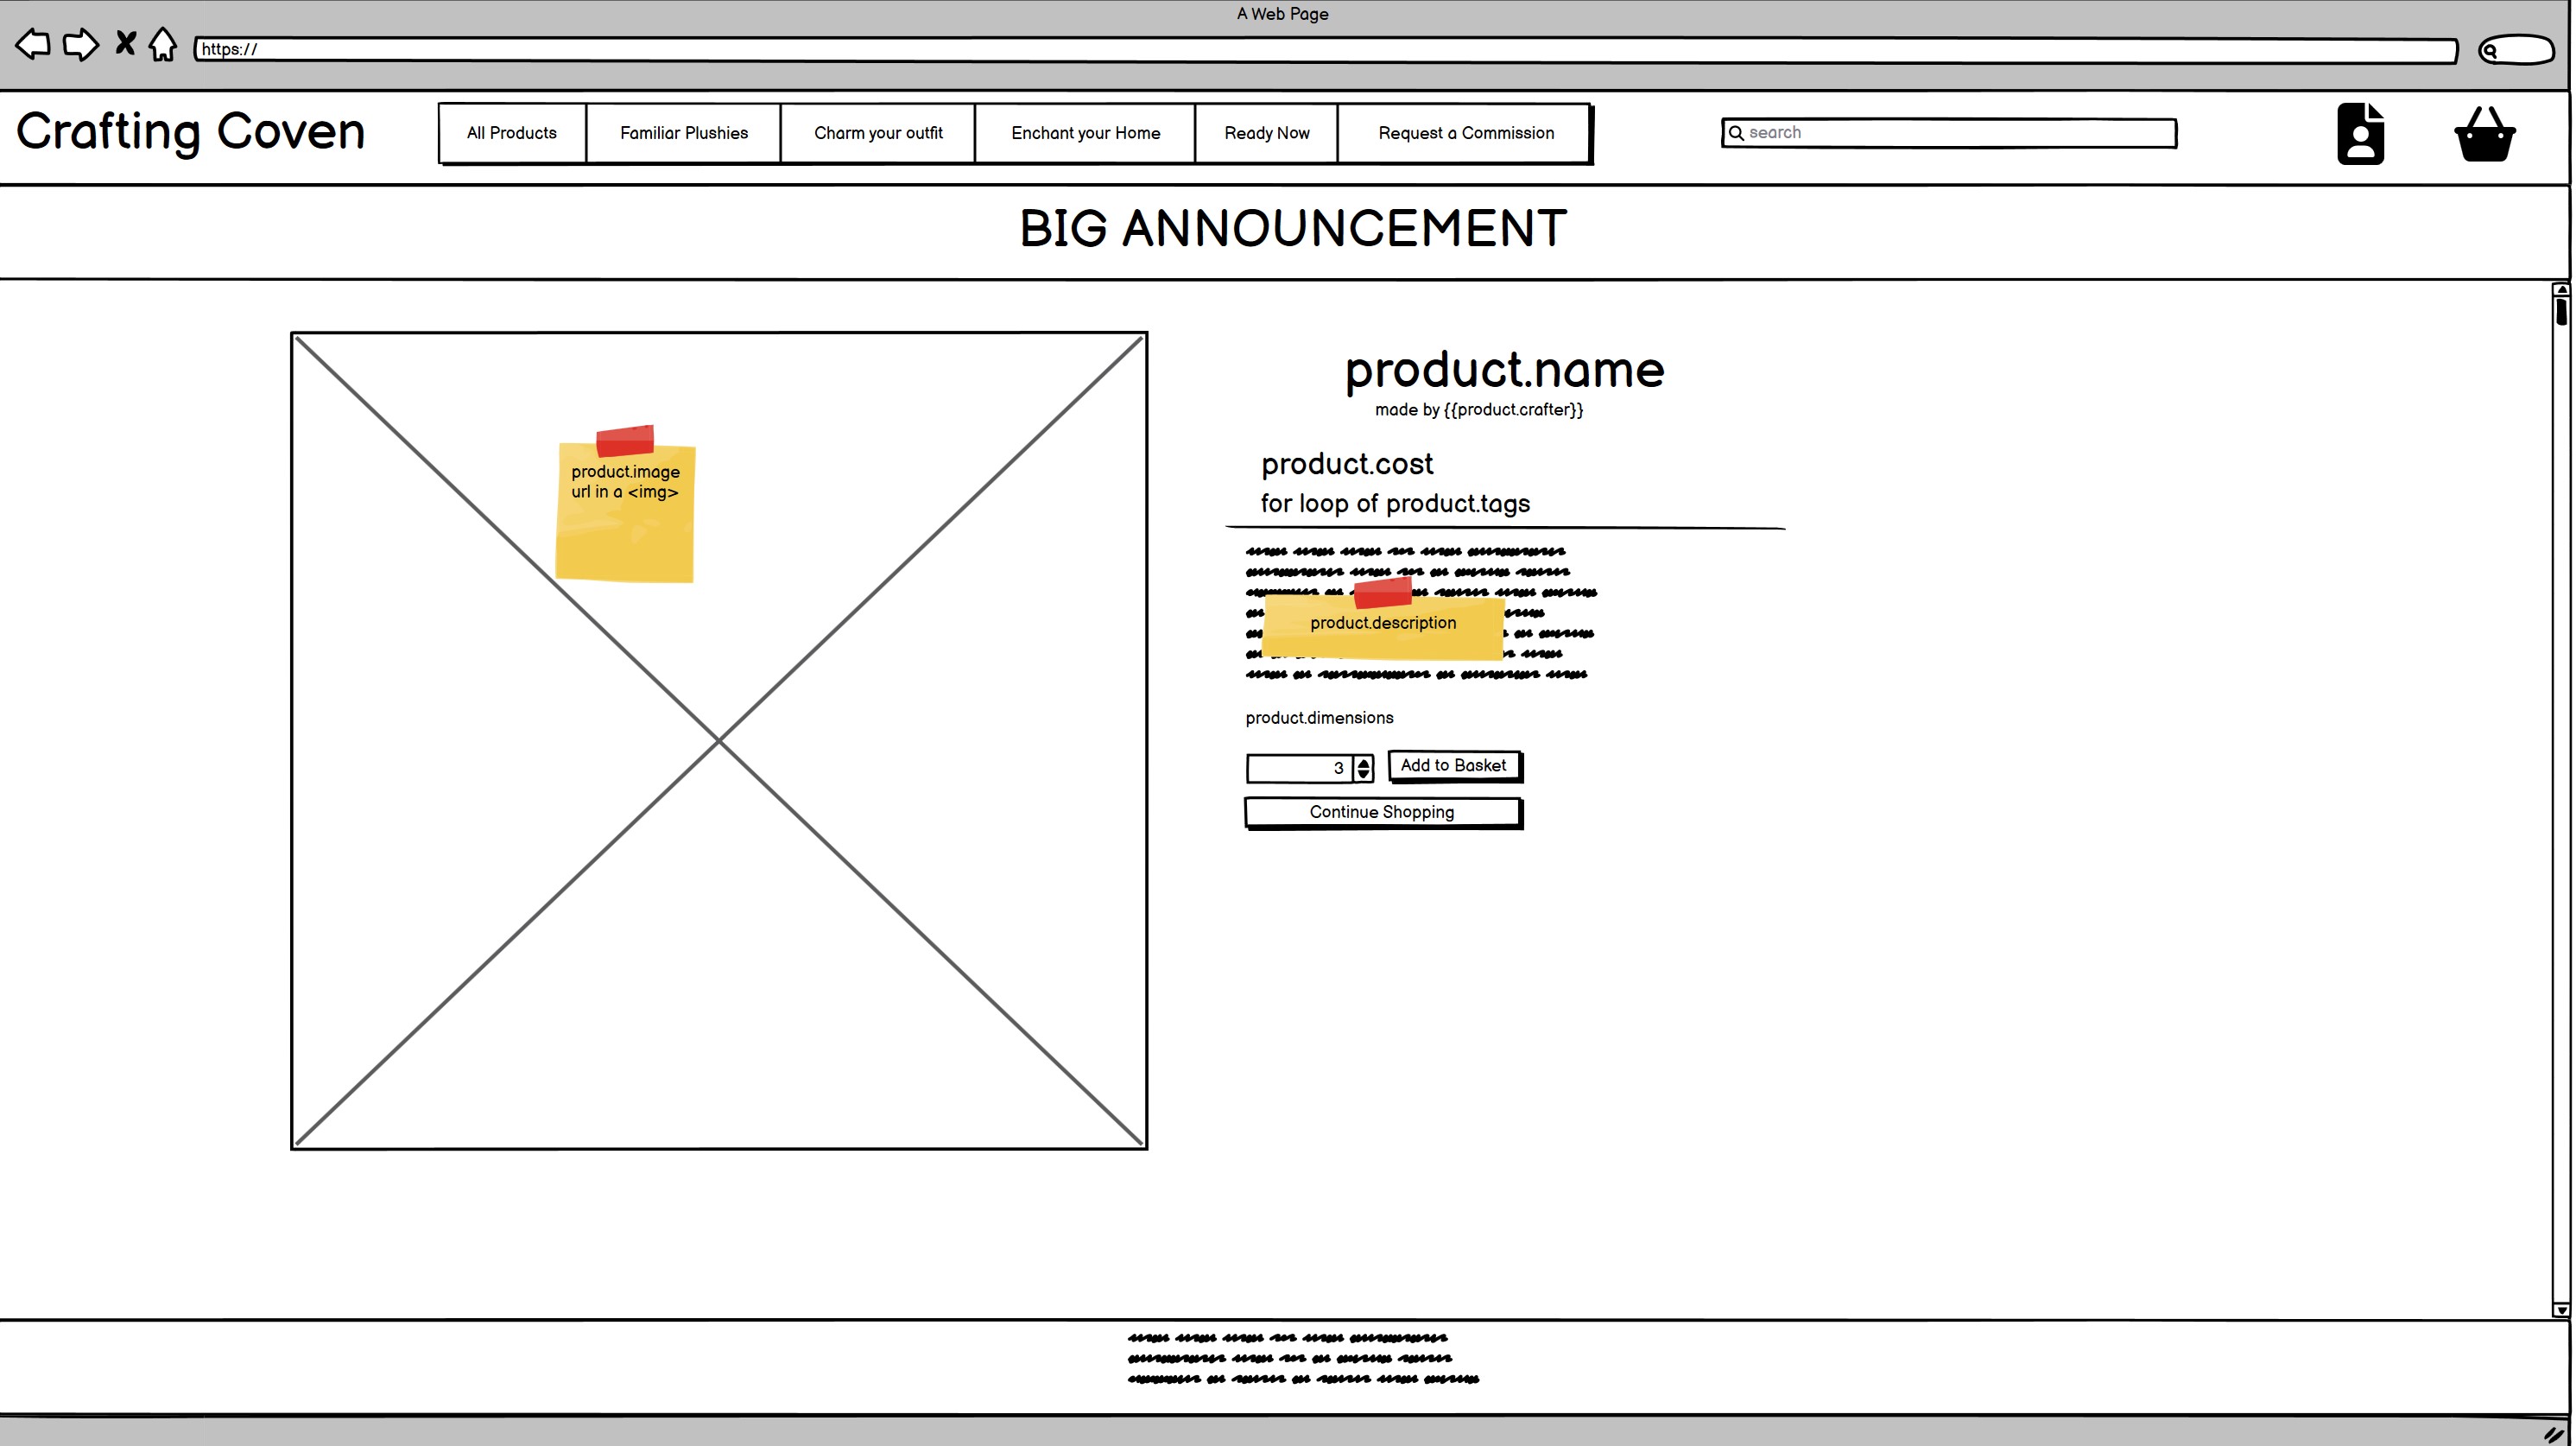 A Web Page
https://
Crafting Coven
All Products
Familiar Plushies
Charm your outfit
Enchant your Home
Ready Now
Request a Commission
search
BIG ANNOUNCEMENT
product.name
made by {{product.crafter}}
product.image
url in a <img>
product.cost
for loop of product.tags
product.description
product.dimensions
3
Add to Basket
Continue Shopping